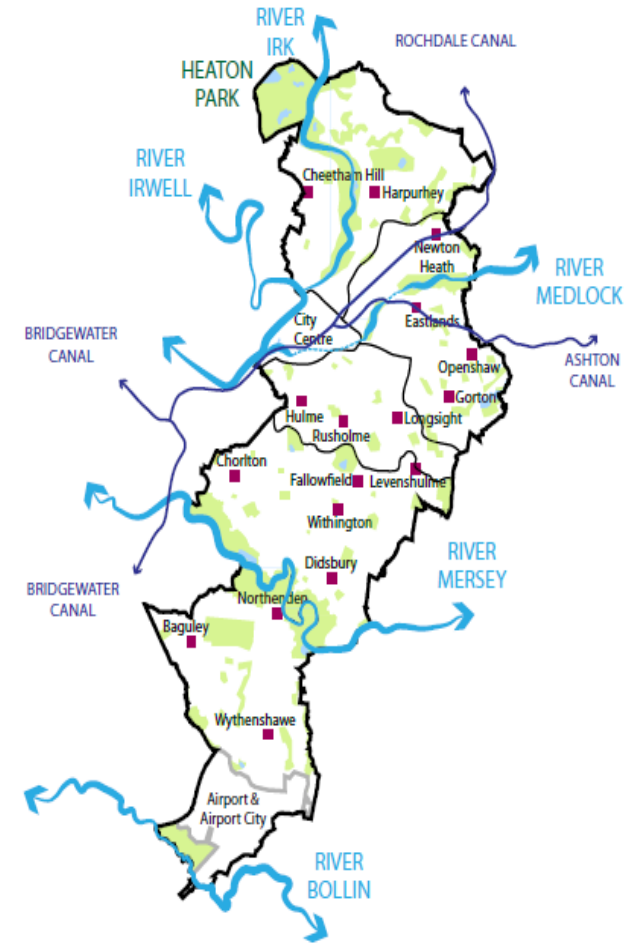 RIVER
IRK
ROCHDALE CANAL
HEATON
PARK
RIVER
IRWELL
Cheetham Hill
Harpurhey
Newton
Heath
RIVER
MEDLOCK
City
Centre
Eastlands
BRIDGEWATER
CANAL
Openshaw
ASHTON
CANAL
Gorton
Hulme
Longsight
Rusholme
Chorlton
Fallowfield
Levenshulme
Withington
Didsbury
RIVER
MERSEY
BRIDGEWATER
CANAL
Northenden
Baguley
Wythenshawe
Airport &
Airport City
RIVER
BOLLIN